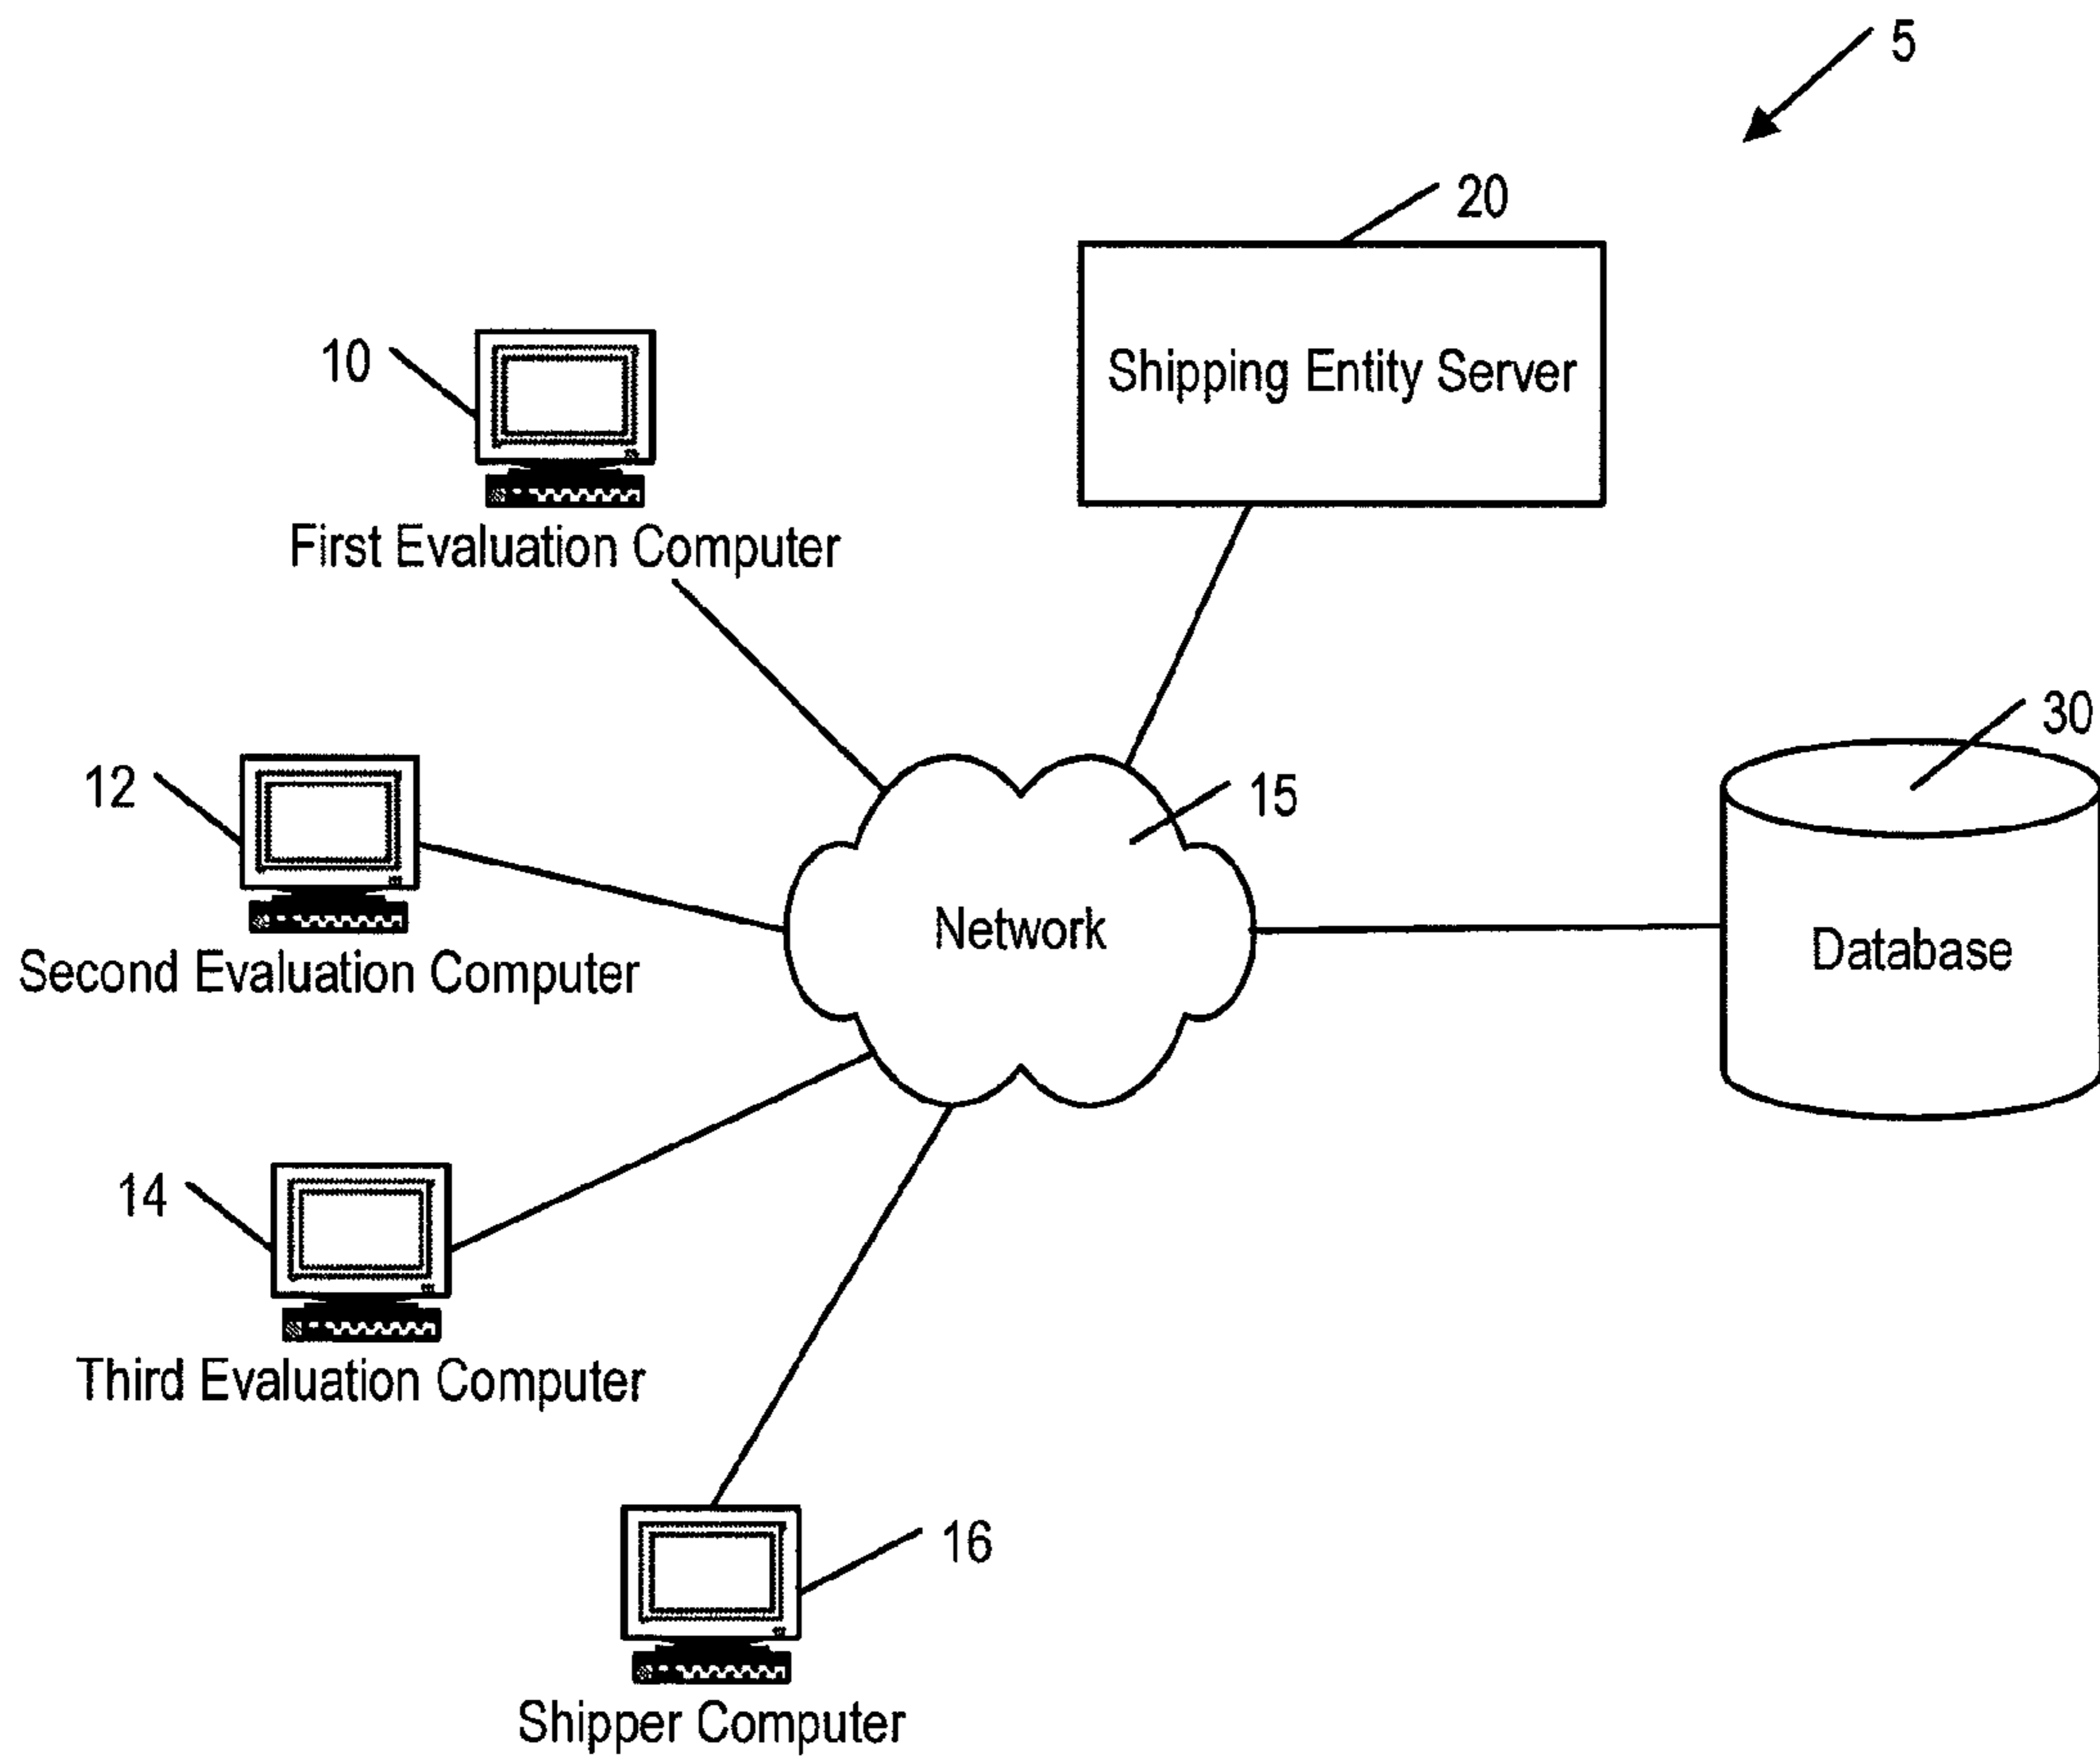 5
20
Shipping Entity Server
10
First Evaluation Computer
30
12
15
Network
Database
Second Evaluation Computer
14
Third Evaluation Computer
16
Shipper Computer